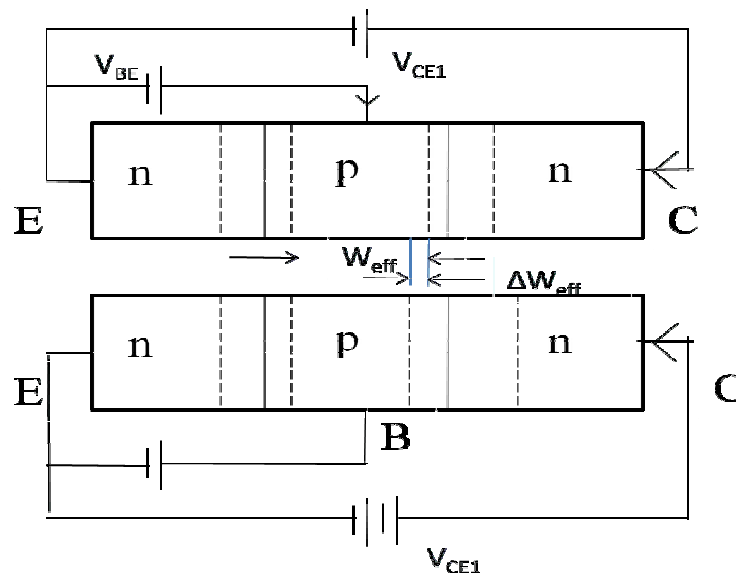 V_BE V_CE1
n p n
E C
W_eff
ΔW_eff
n p n
E C
B
V_CE1